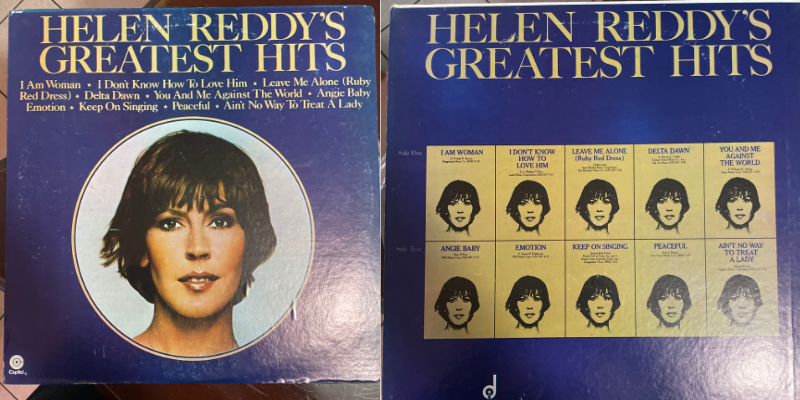 HELEN REDDY'S
GREATEST HITS
I Am Woman • I Don't Know How To Love Him • Leave Me Alone (Ruby
Red Dress) • Delta Dawn • You And Me Against The World • Angie Baby
Emotion • Keep On Singing • Peaceful • Ain't No Way To Treat A Lady
Capitol
HELEN REDDY'S
GREATEST HITS
Side One
I AM WOMAN
I DON'T KNOW
HOW TO
LOVE HIM
LEAVE ME ALONE
(Ruby Red Dress)
DELTA DAWN
YOU AND ME
AGAINST
THE WORLD
Side Two
ANGIE BABY
EMOTION
KEEP ON SINGING
PEACEFUL
AIN'T NO WAY
TO TREAT
A LADY